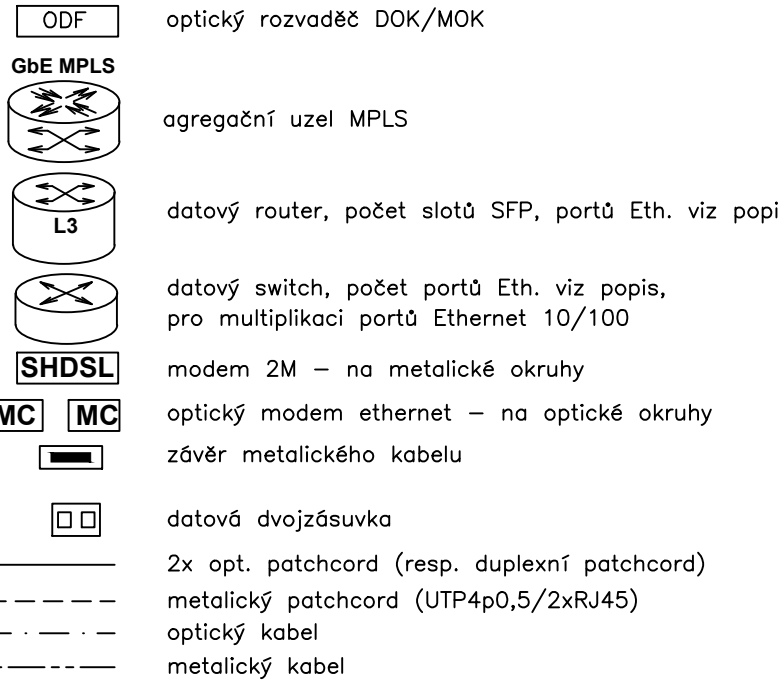 ODF optický rozvaděč DOK/MOK
GbE MPLS
agregační uzel MPLS
L3 datový router, počet slotů SFP, portů Eth. viz popi
datový switch, počet portů Eth. viz popis,
pro multiplikaci portů Ethernet 10/100
SHDSL modem 2M – na metalické okruhy
MC MC optický modem ethernet – na optické okruhy
závěr metalického kabelu
datová dvojzásuvka
2x opt. patchcord (resp. duplexní patchcord)
metalický patchcord (UTP4p0,5/2xRJ45)
optický kabel
metalický kabel